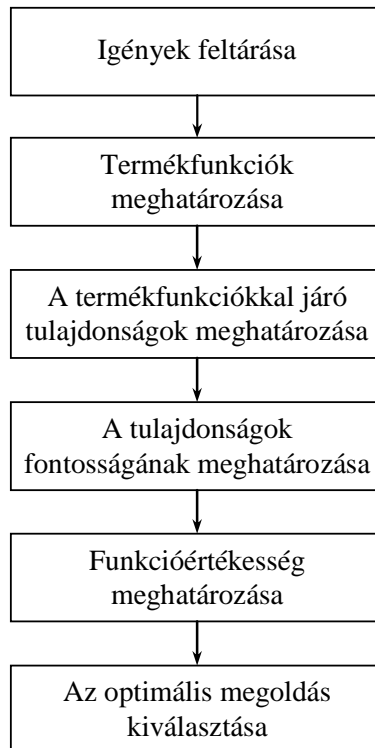 Igények feltárása
Termékfunkciók
meghatározása
A termékfunkciókkal járó
tulajdonságok meghatározása
A tulajdonságok
fontosságának meghatározása
Funkcióértékesség
meghatározása
Az optimális megoldás
kiválasztása